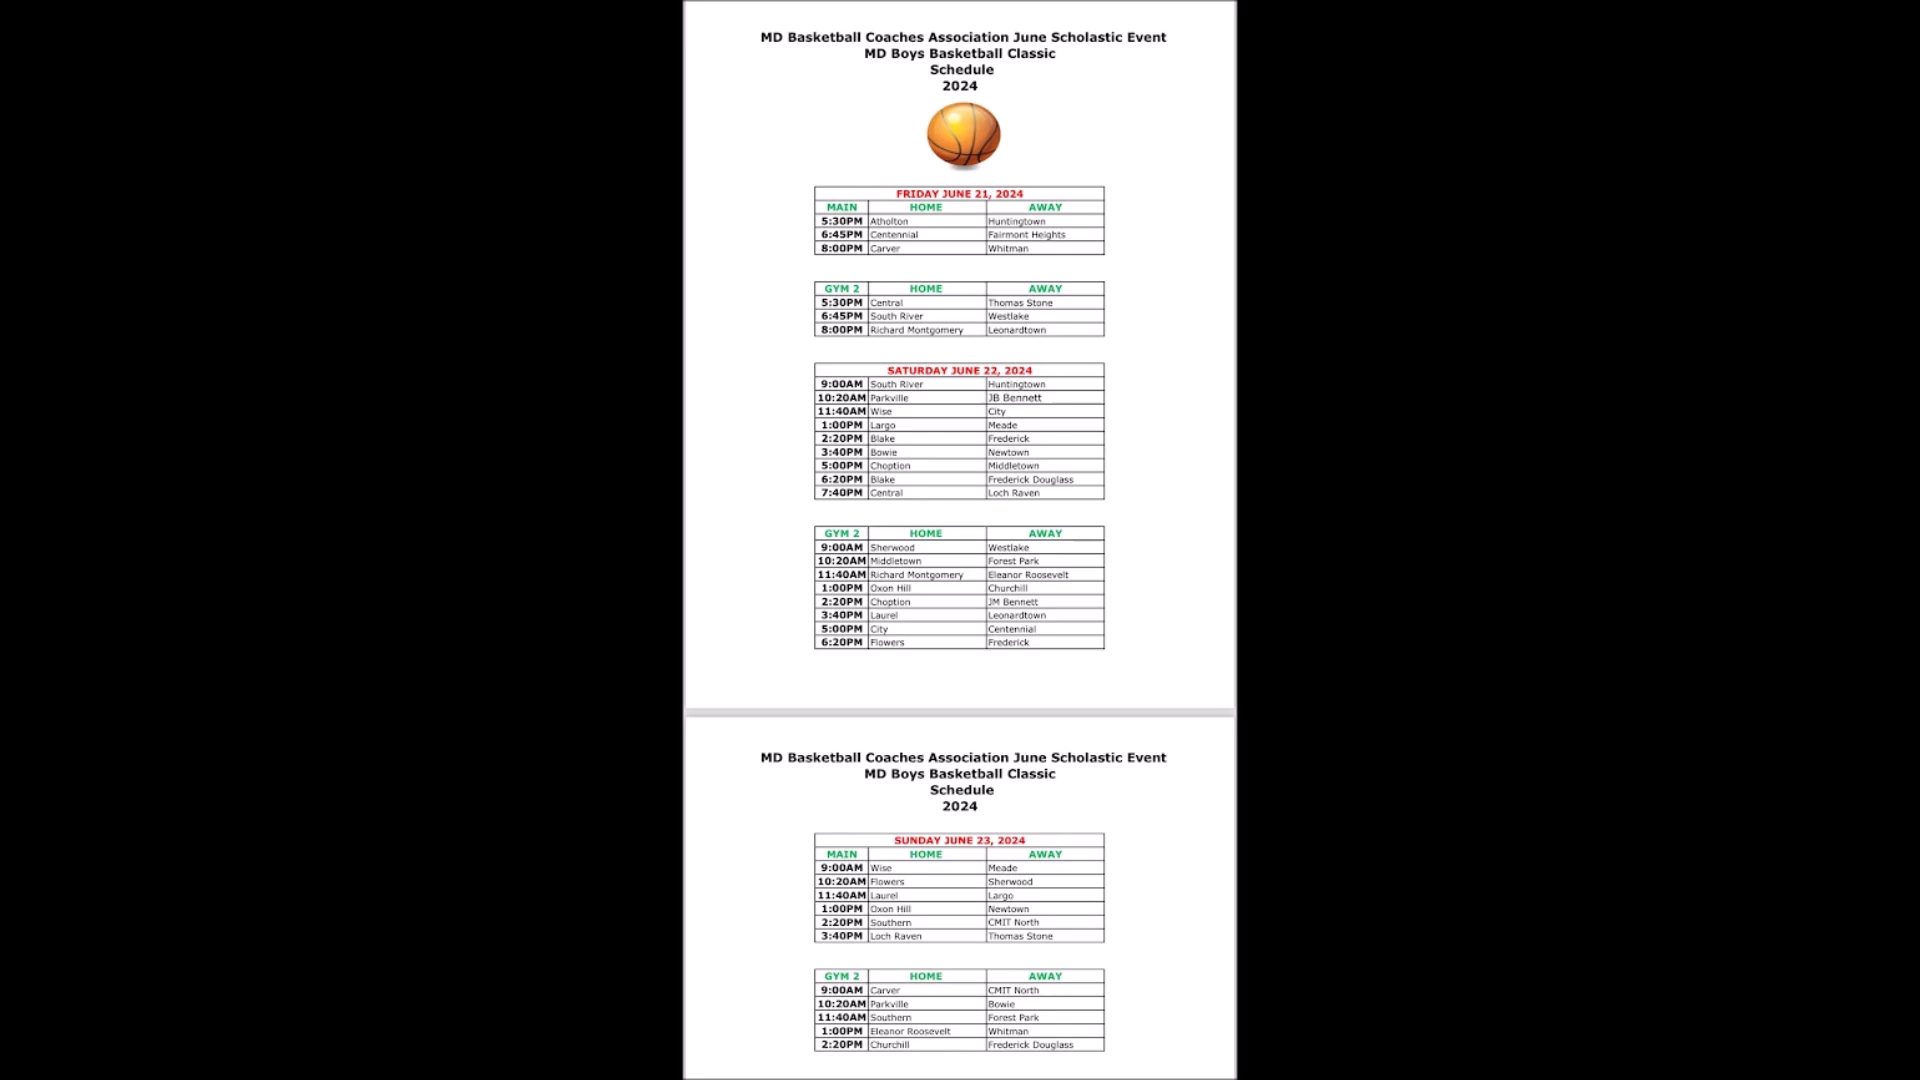 MD Basketball Coaches Association June Scholastic Event
MD Boys Basketball Classic
Schedule
2024
FRIDAY JUNE 21, 2024
MAIN HOME AWAY
5:30PM Atholton Huntingtown
6:45PM Centennial Fairmont Heights
8:00PM Carver Whitman
GYM 2 HOME AWAY
5:30PM Central Thomas Stone
6:45PM South River Westlake
8:00PM Richard Montgomery Leonardtown
SATURDAY JUNE 22, 2024
9:00AM South River Huntingtown
10:20AM Parkville JB Bennett
11:40AM Wise City
1:00PM Largo Meade
2:20PM Blake Frederick
3:40PM Bowie Newtown
5:00PM Choption Middletown
6:20PM Blake Frederick Douglass
7:40PM Central Loch Raven
GYM 2 HOME AWAY
9:00AM Sherwood Westlake
10:20AM Middletown Forest Park
11:40AM Richard Montgomery Eleanor Roosevelt
1:00PM Oxon Hill Churchill
2:20PM Choption JM Bennett
3:40PM Laurel Leonardtown
5:00PM City Centennial
6:20PM Flowers Frederick
MD Basketball Coaches Association June Scholastic Event
MD Boys Basketball Classic
Schedule
2024
SUNDAY JUNE 23, 2024
MAIN HOME AWAY
9:00AM Wise Meade
10:20AM Flowers Sherwood
11:40AM Laurel Largo
1:00PM Oxon Hill Newtown
2:20PM Southern CMIT North
3:40PM Loch Raven Thomas Stone
GYM 2 HOME AWAY
9:00AM Carver CMIT North
10:20AM Parkville Bowie
11:40AM Southern Forest Park
1:00PM Eleanor Roosevelt Whitman
2:20PM Churchill Frederick Douglass